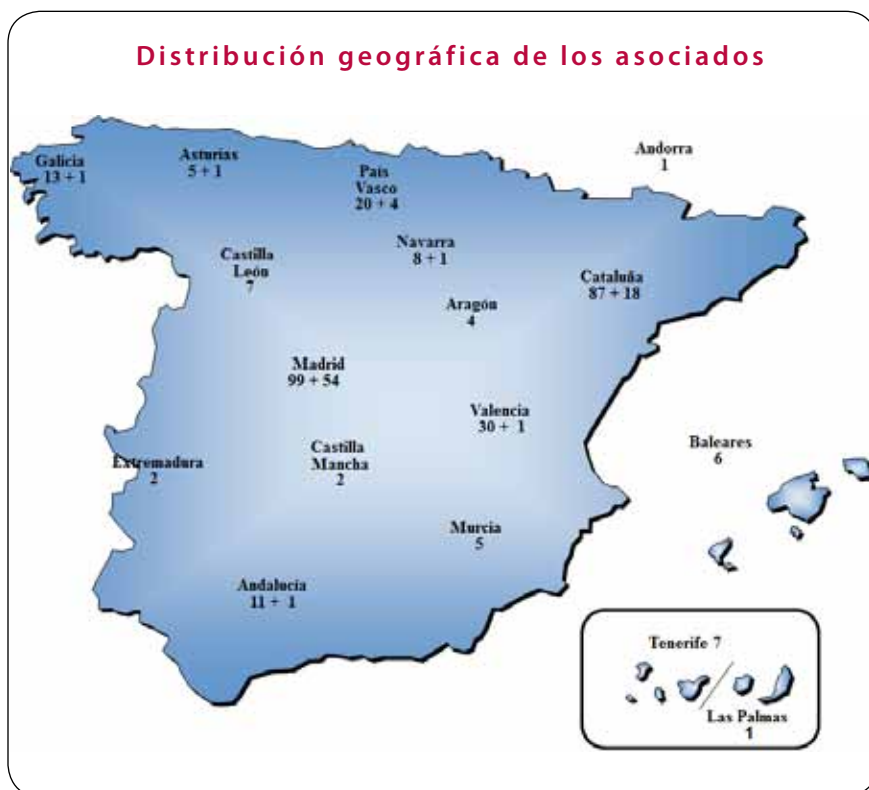 Distribución geográfica de los asociados
Andorra
1
Galicia
13 + 1
Asturias
5 + 1
País
Vasco
20 + 4
Navarra
8 + 1
Castilla
León
7
Cataluña
87 + 18
Aragón
4
Madrid
99 + 54
Valencia
30 + 1
Baleares
6
Extremadura
2
Castilla
Mancha
2
Murcia
5
Andalucía
11 + 1
Tenerife 7
Las Palmas
1